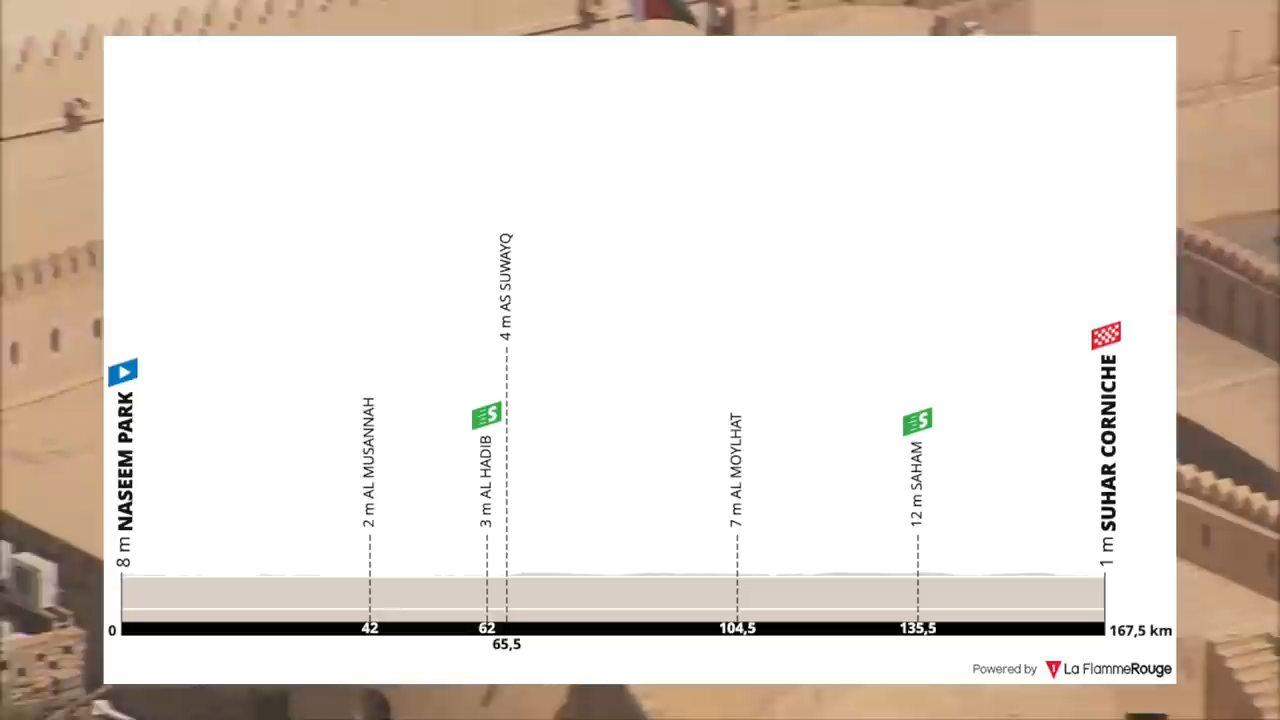 8 m NASEEM PARK
2 m AL MUSANNAH
3 m AL HADIB
S
4 m AS SUWAYQ
7 m AL MOYLHAT
12 m SAHAM
S
1 m SUHAR CORNICHE
0
42
62
65,5
104,5
135,5
167,5 km
Powered by La FlammeRouge